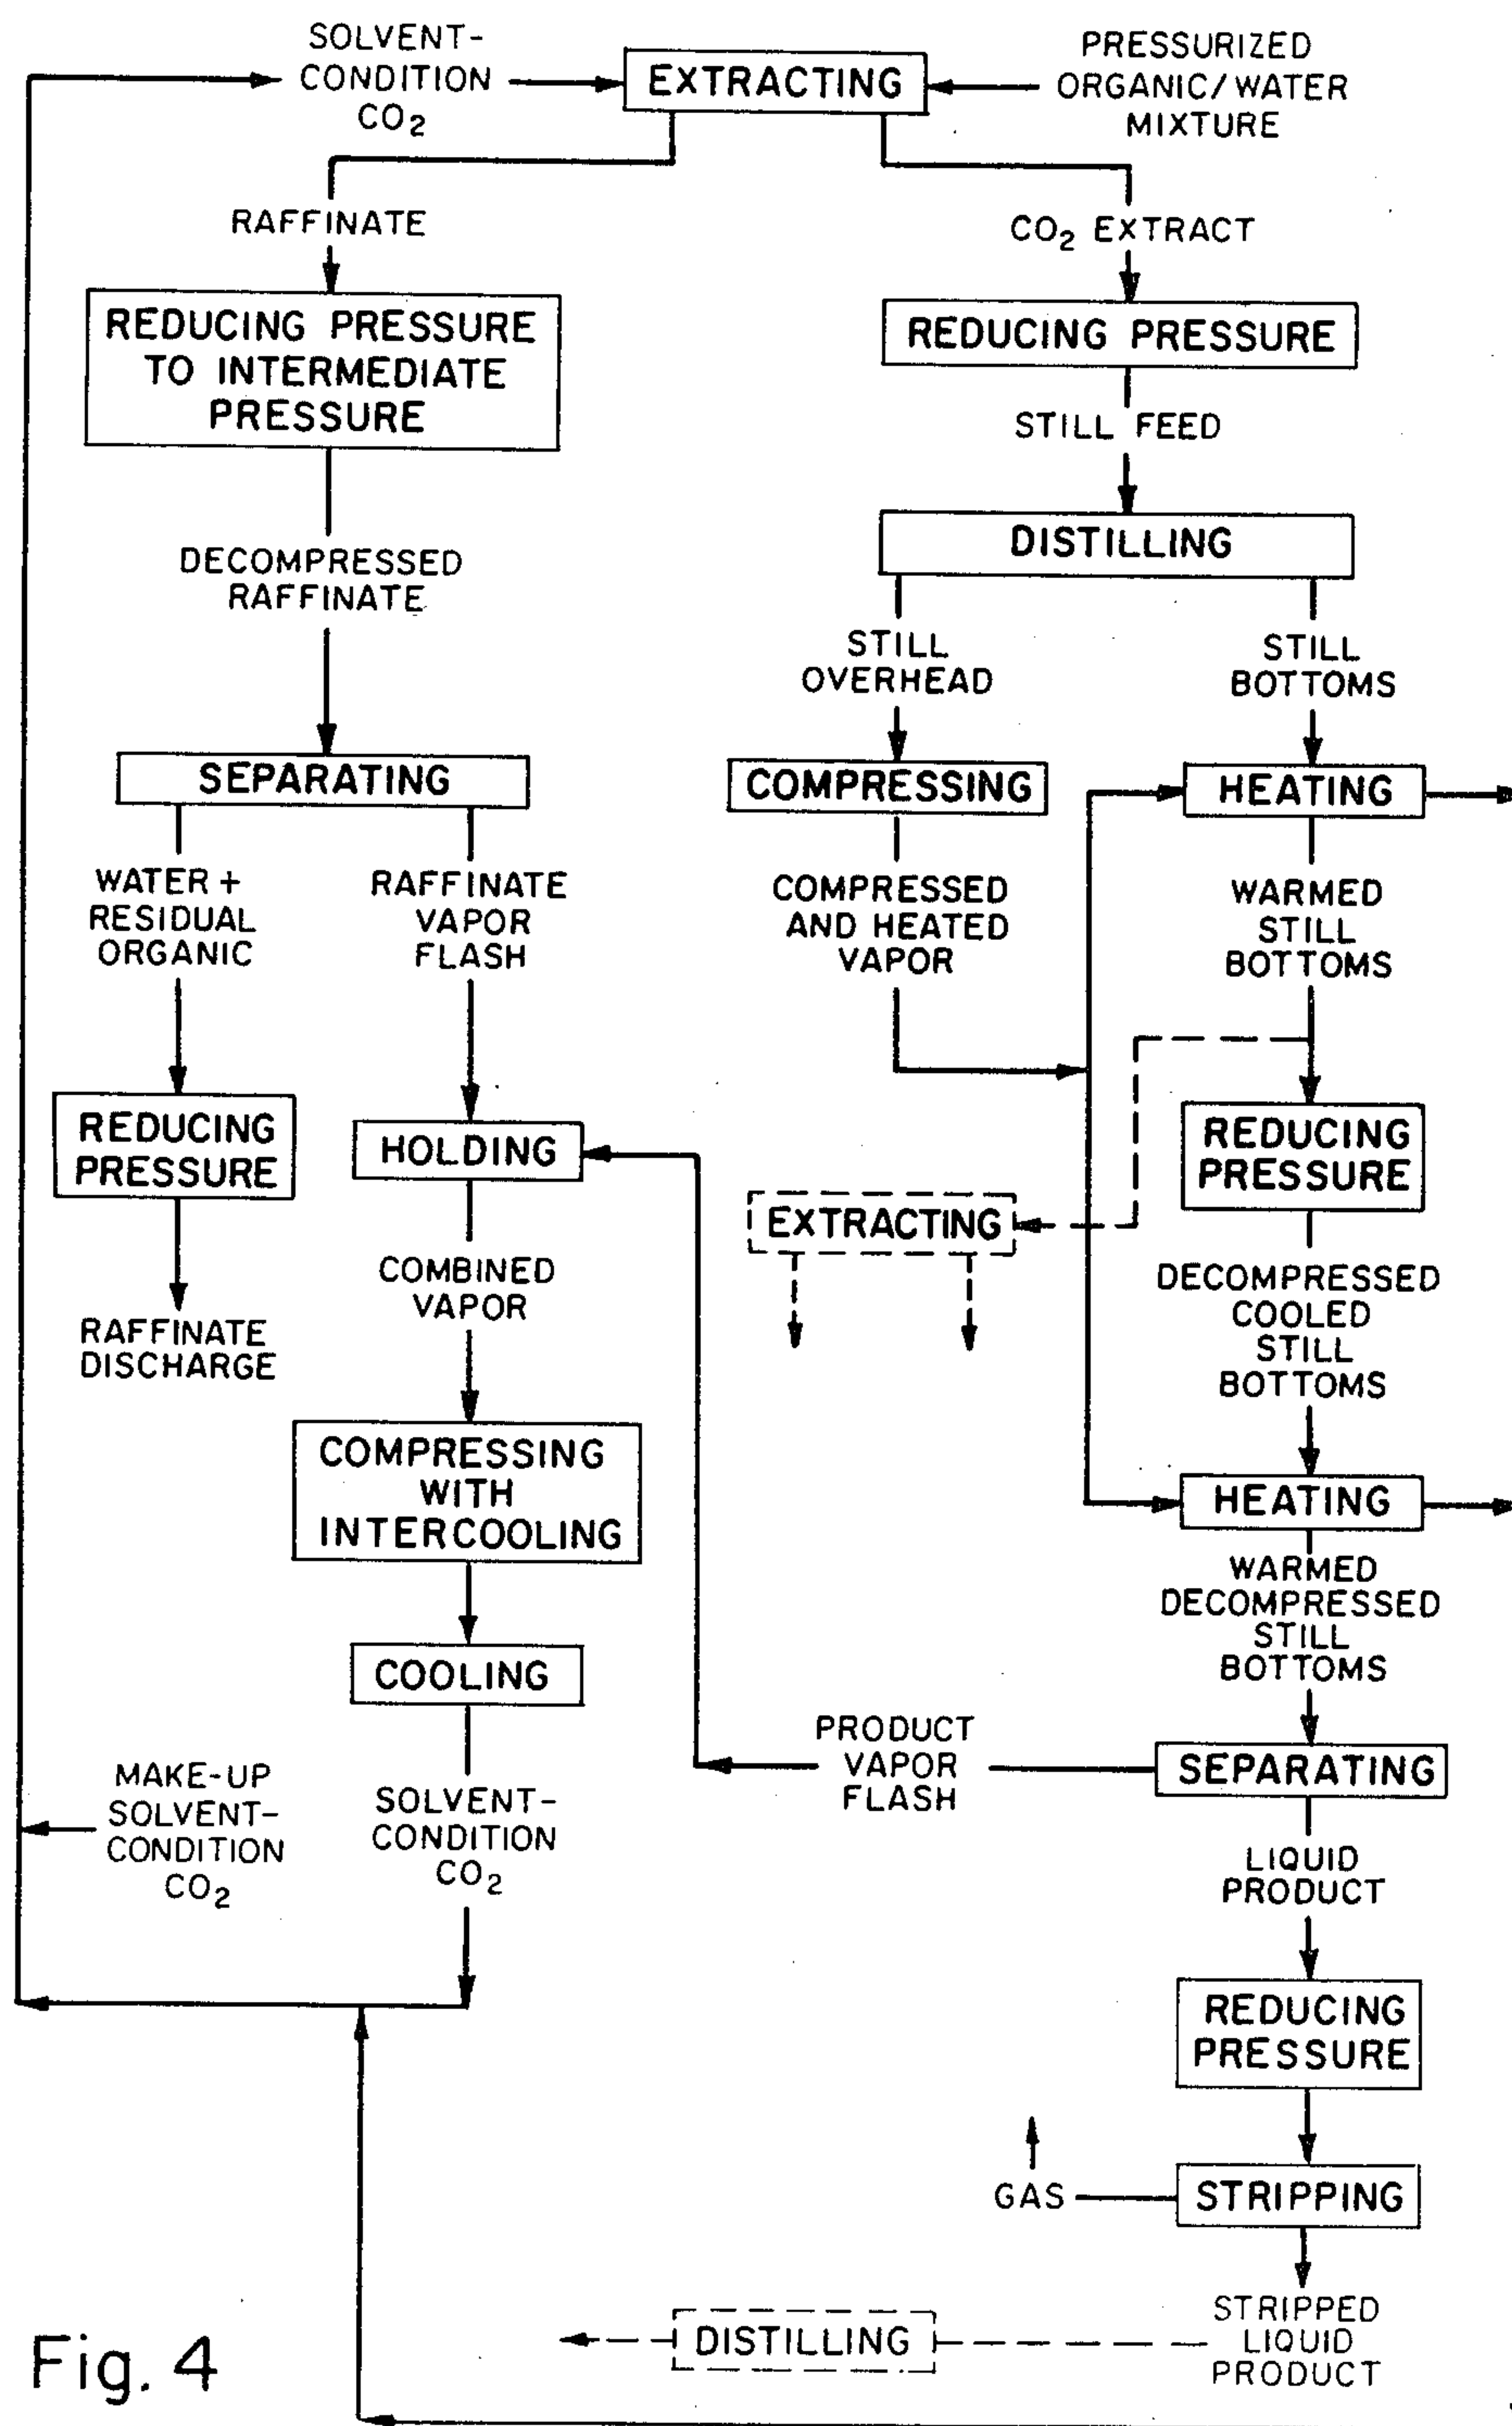 SOLVENT-
CONDITION
CO2
EXTRACTING
PRESSURIZED
ORGANIC/WATER
MIXTURE
RAFFINATE
CO2 EXTRACT
REDUCING PRESSURE
TO INTERMEDIATE
PRESSURE
REDUCING PRESSURE
STILL FEED
DISTILLING
DECOMPRESSED
RAFFINATE
STILL
OVERHEAD
STILL
BOTTOMS
SEPARATING
COMPRESSING
HEATING
WATER +
RESIDUAL
ORGANIC
RAFFINATE
VAPOR
FLASH
COMPRESSED
AND HEATED
VAPOR
WARMED
STILL
BOTTOMS
REDUCING
PRESSURE
HOLDING
REDUCING
PRESSURE
EXTRACTING
COMBINED
VAPOR
DECOMPRESSED
COOLED
STILL
BOTTOMS
RAFFINATE
DISCHARGE
COMPRESSING
WITH
INTERCOOLING
HEATING
WARMED
DECOMPRESSED
STILL
BOTTOMS
COOLING
PRODUCT
VAPOR
FLASH
SEPARATING
MAKE-UP
SOLVENT-
CONDITION
CO2
SOLVENT-
CONDITION
CO2
LIQUID
PRODUCT
REDUCING
PRESSURE
GAS
STRIPPING
STRIPPED
LIQUID
PRODUCT
DISTILLING
Fig. 4